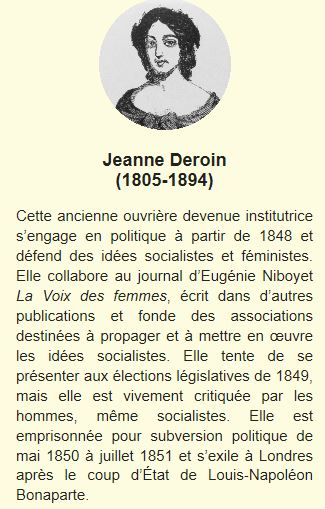 Jeanne Deroin
(1805-1894)
Cette ancienne ouvrière devenue institutrice
s’engage en politique à partir de 1848 et
défend des idées socialistes et féministes.
Elle collabore au journal d’Eugénie Niboyet
La Voix des femmes, écrit dans d’autres
publications et fonde des associations
destinées à propager et à mettre en œuvre
les idées socialistes. Elle tente de se
présenter aux élections législatives de 1849,
mais elle est vivement critiquée par les
hommes, même socialistes. Elle est
emprisonnée pour subversion politique de
mai 1850 à juillet 1851 et s’exile à Londres
après le coup d’État de Louis-Napoléon
Bonaparte.